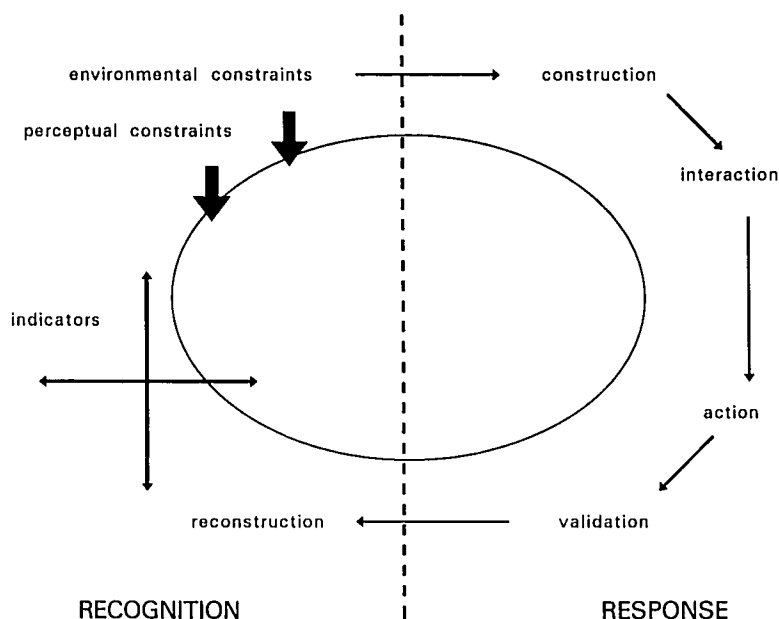 environmental constraints
construction
perceptual constraints
interaction
indicators
action
reconstruction
validation
RECOGNITION
RESPONSE